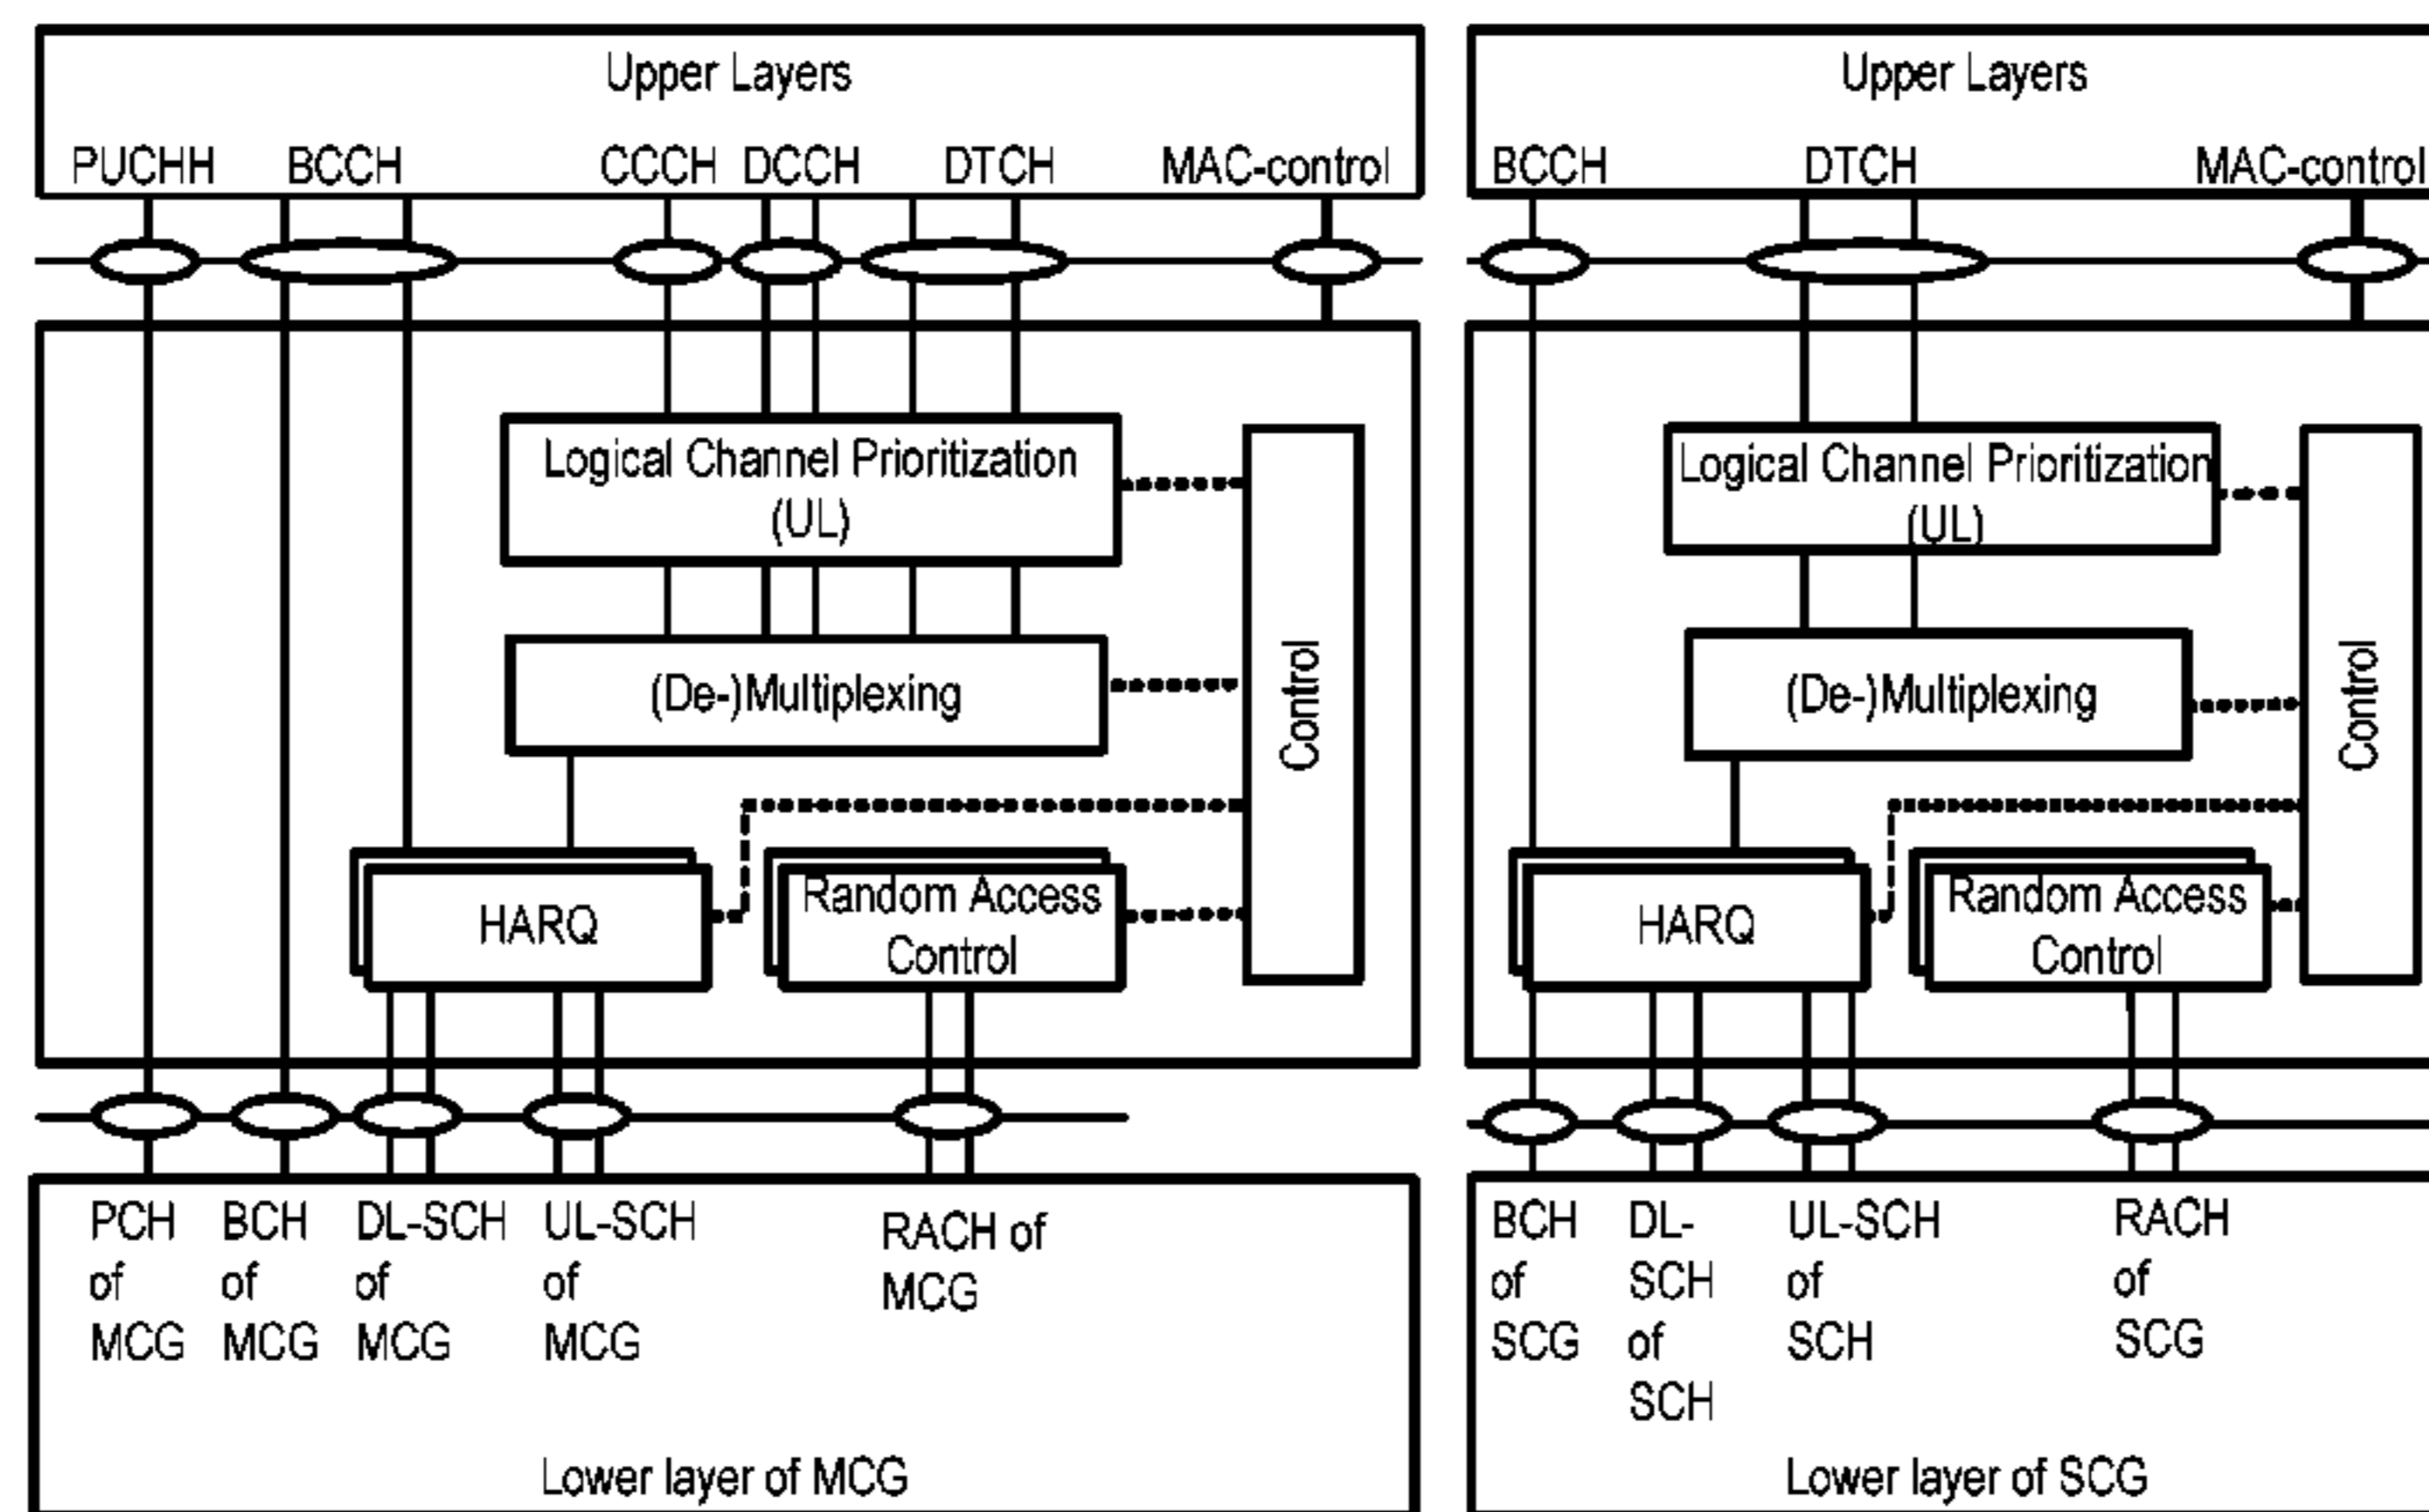 Upper Layers
PUCHH BCCH CCCH DCCH DTCH MAC-control
Logical Channel Prioritization
(UL)
(De-)Multiplexing
Control
HARQ
Random Access
Control
PCH
of
MCG
BCH
of
MCG
DL-SCH
of
MCG
UL-SCH
of
MCG
RACH of
MCG
Lower layer of MCG
Upper Layers
BCCH DTCH MAC-control
Logical Channel Prioritization
(UL)
(De-)Multiplexing
Control
HARQ
Random Access
Control
BCH
of
SCG
DL-
SCH
of
SCH
UL-SCH
of
SCH
RACH
of
SCG
Lower layer of SCG